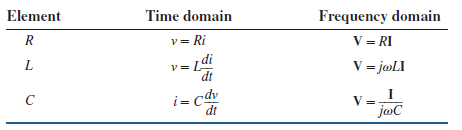 Element Time domain Frequency domain
R v = Ri V = RI
L v = L di/dt V = jωLI
C i = C dv/dt V = I/jωC